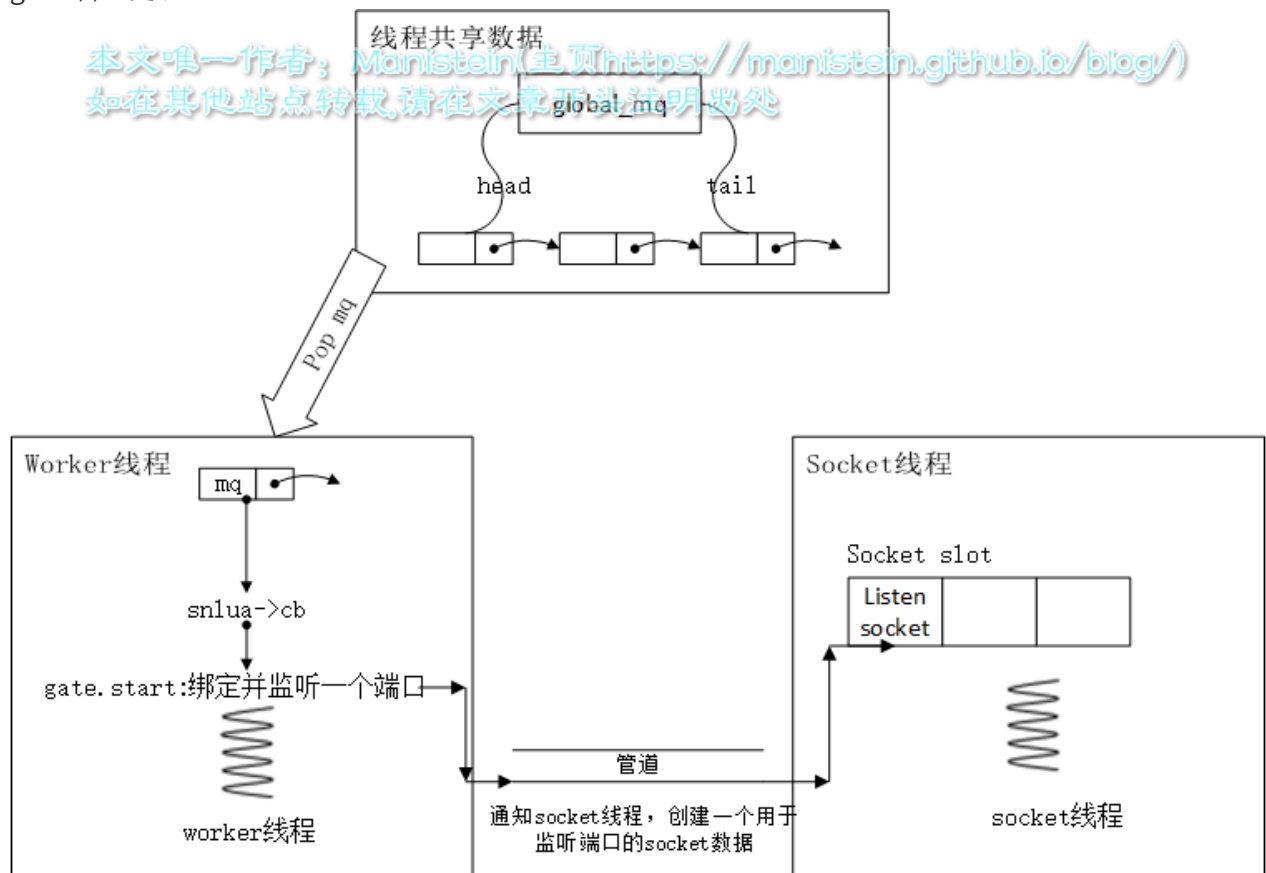 线程共享数据
本文唯一作者：Manistein(主页https://manistein.github.io/blog/)
如在其他站点转载,请在文章开头注明出处
global_mq
head
tail
Pop mq
Worker线程
mq
snlua->cb
gate.start:绑定并监听一个端口
worker线程
管道
通知socket线程，创建一个用于
监听端口的socket数据
Socket线程
Socket slot
Listen
socket
socket线程